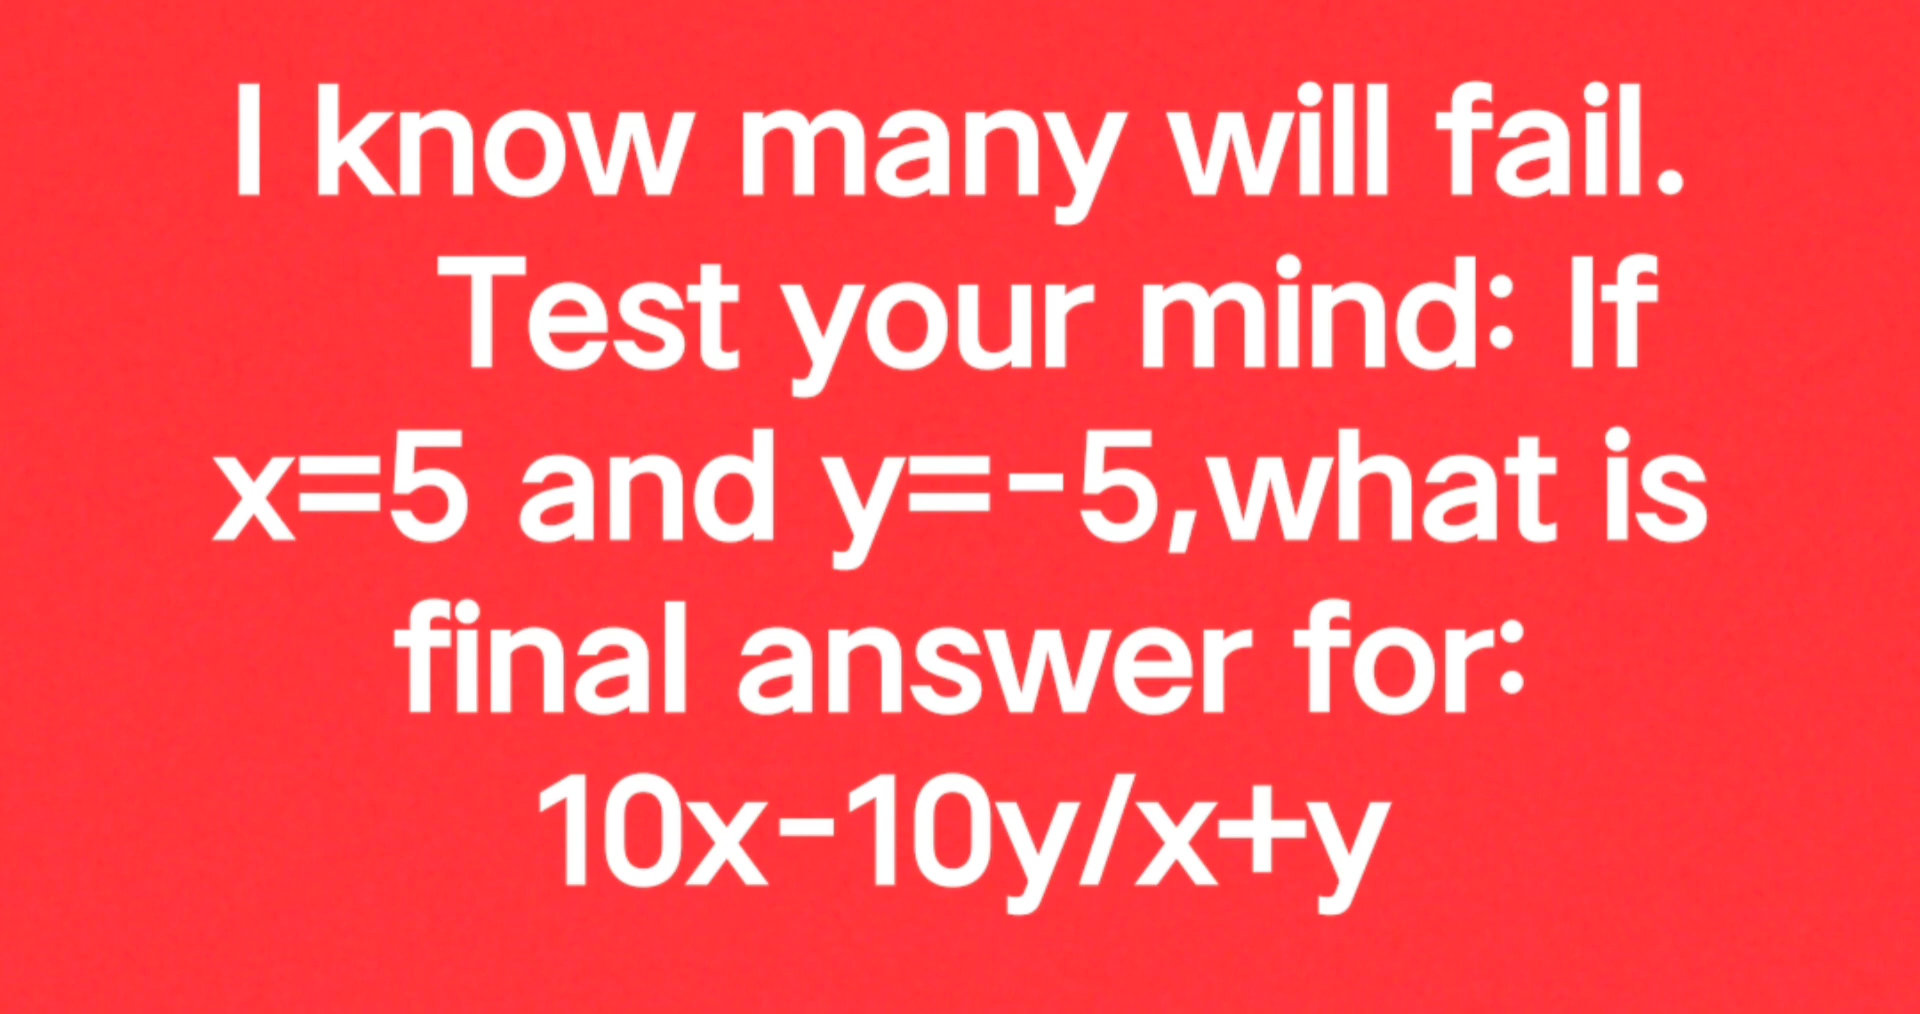 I know many will fail.
Test your mind: If
x=5 and y=-5,what is
final answer for:
10x-10y/x+y